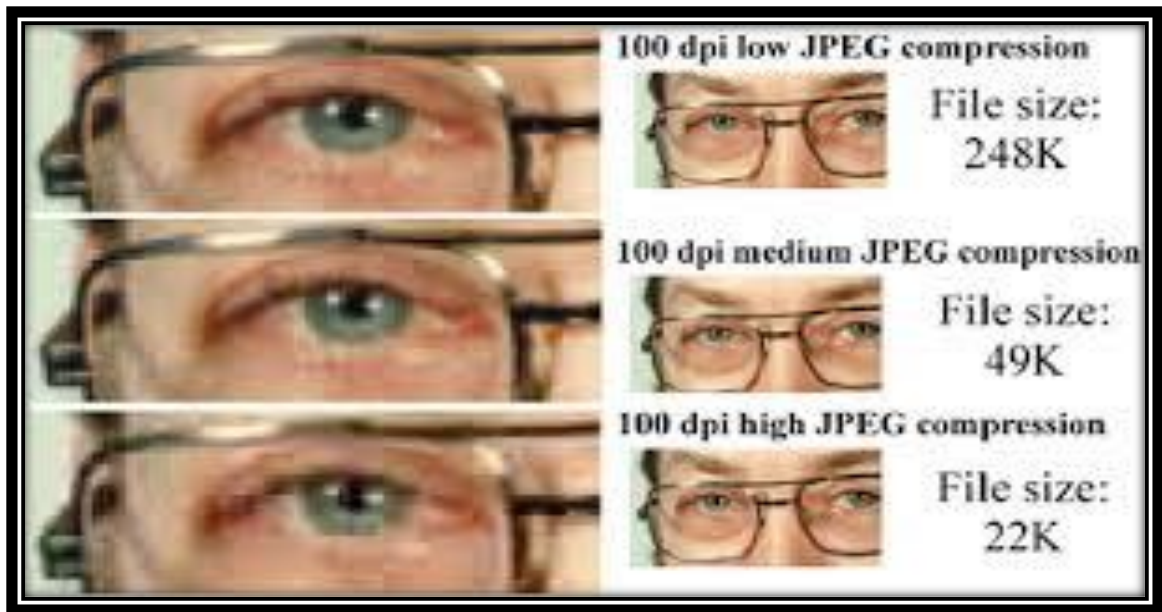 100 dpi low JPEG compression
File size:
248K
100 dpi medium JPEG compression
File size:
49K
100 dpi high JPEG compression
File size:
22K